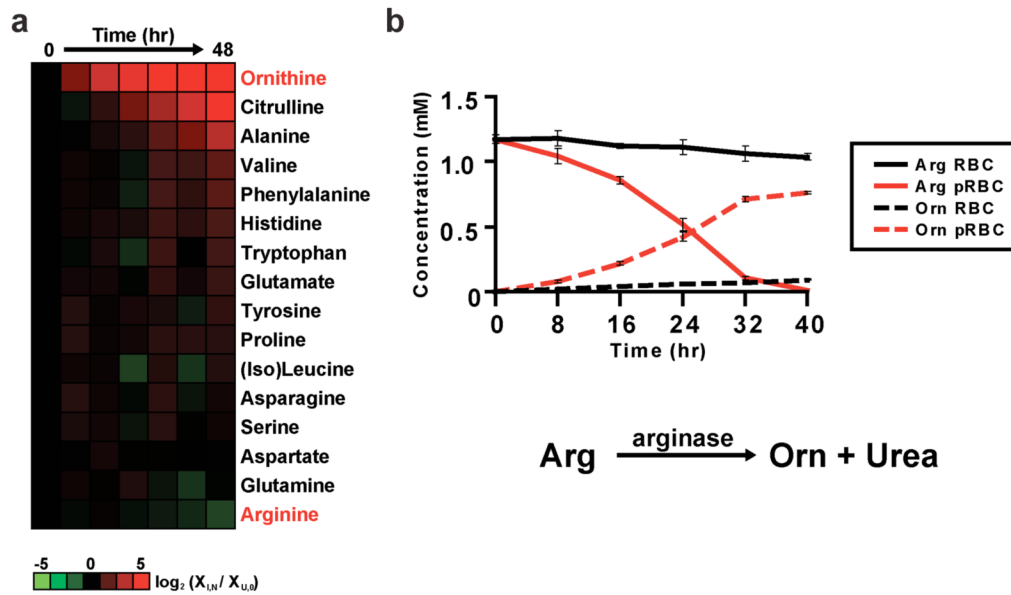 a
Time (hr)
0 48
Ornithine
Citrulline
Alanine
Valine
Phenylalanine
Histidine
Tryptophan
Glutamate
Tyrosine
Proline
(Iso)Leucine
Asparagine
Serine
Aspartate
Glutamine
Arginine
-5 0 5
log₂ (X_I,N / X_U,0)
b
Concentration (mM)
1.5
1.0
0.5
0
0 8 16 24 32 40
Time (hr)
Arg RBC
Arg pRBC
Orn RBC
Orn pRBC
arginase
Arg → Orn + Urea